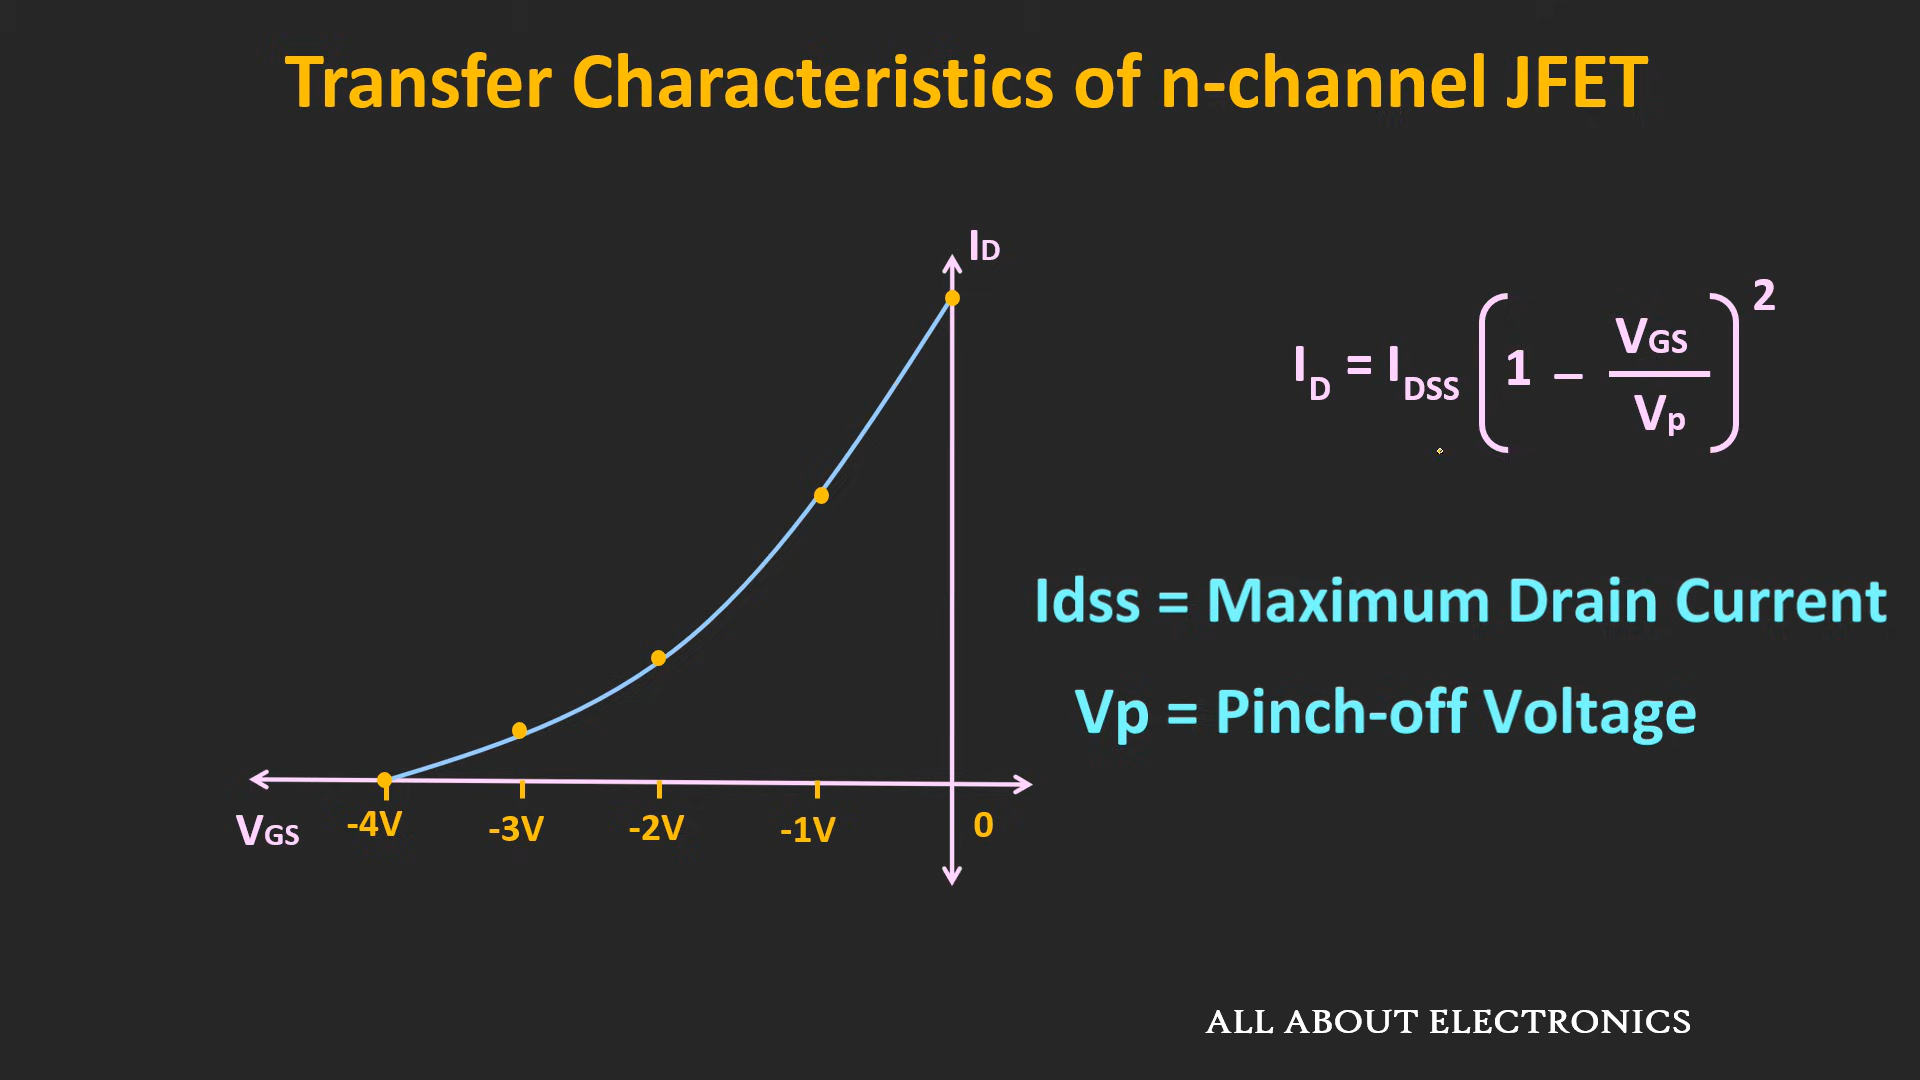 Transfer Characteristics of n-channel JFET
ID
ID = IDSS (1 – VGS / Vp)2
Idss = Maximum Drain Current
Vp = Pinch-off Voltage
VGS -4V -3V -2V -1V 0
ALL ABOUT ELECTRONICS